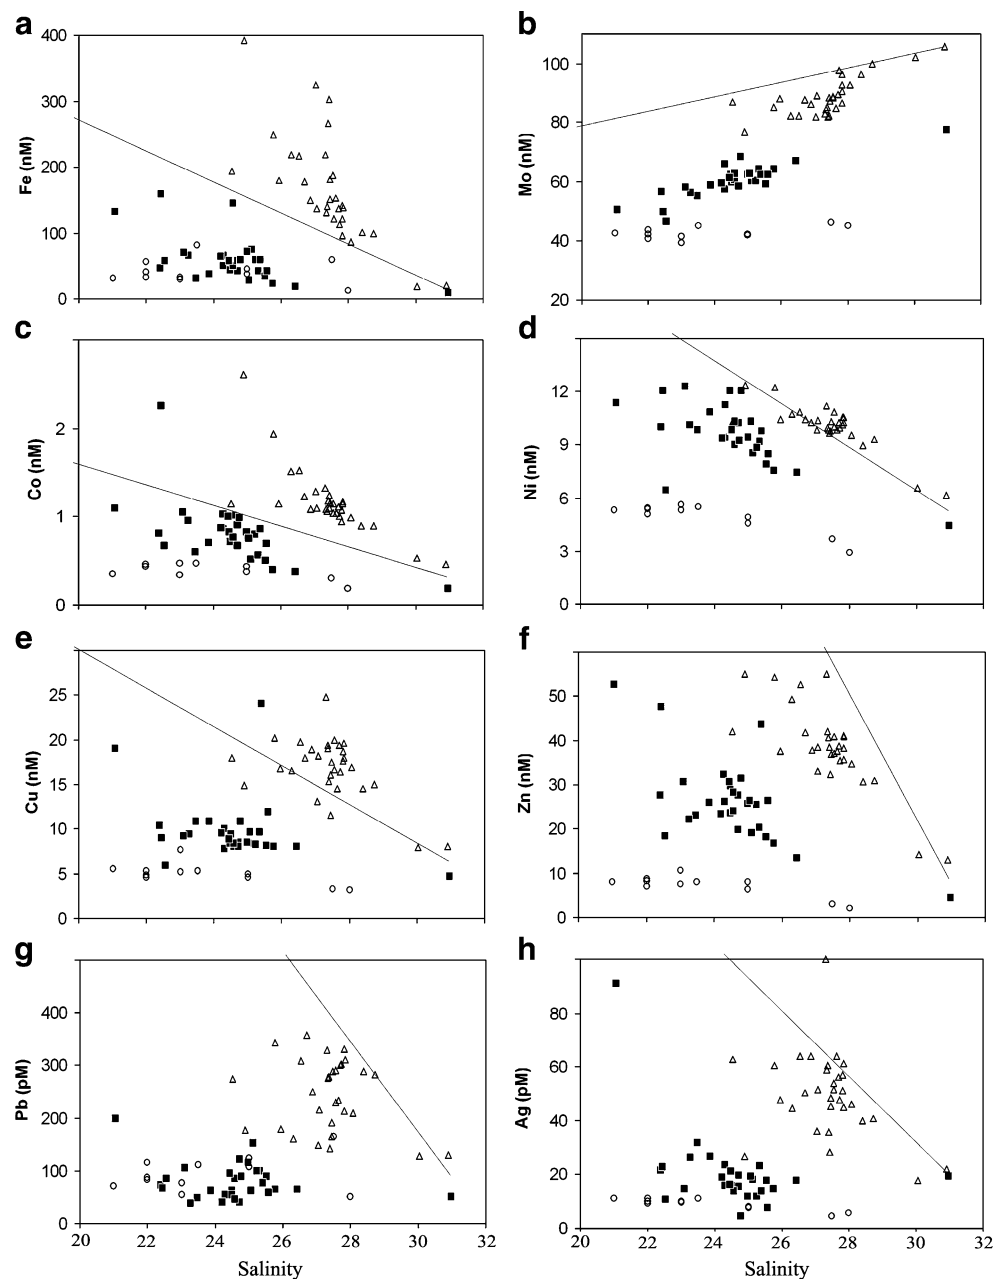 a
400
300
200
100
0
Fe (nM)
b
100
80
60
40
20
Mo (nM)
c
2
1
0
Co (nM)
d
12
9
6
3
0
Ni (nM)
e
25
20
15
10
5
0
Cu (nM)
f
50
40
30
20
10
0
Zn (nM)
g
400
300
200
100
0
Pb (pM)
20 22 24 26 28 30 32
Salinity
h
80
60
40
20
0
Ag (pM)
20 22 24 26 28 30 32
Salinity